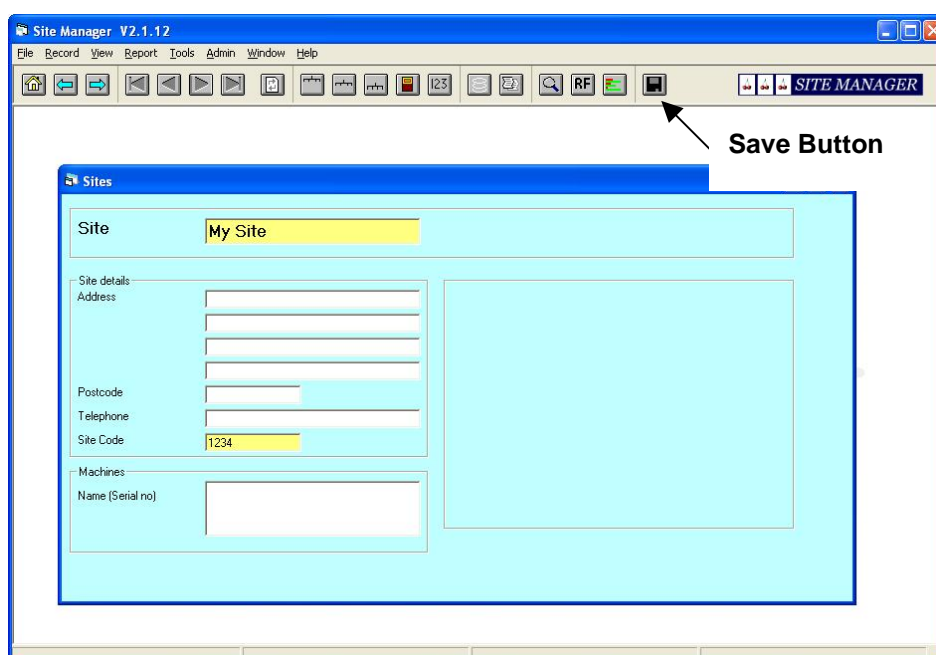 Site Manager V2.1.12
File Record View Report Tools Admin Window Help
123 RF SITE MANAGER
Save Button
Sites
Site My Site
Site details
Address
Postcode
Telephone
Site Code 1234
Machines
Name (Serial no)